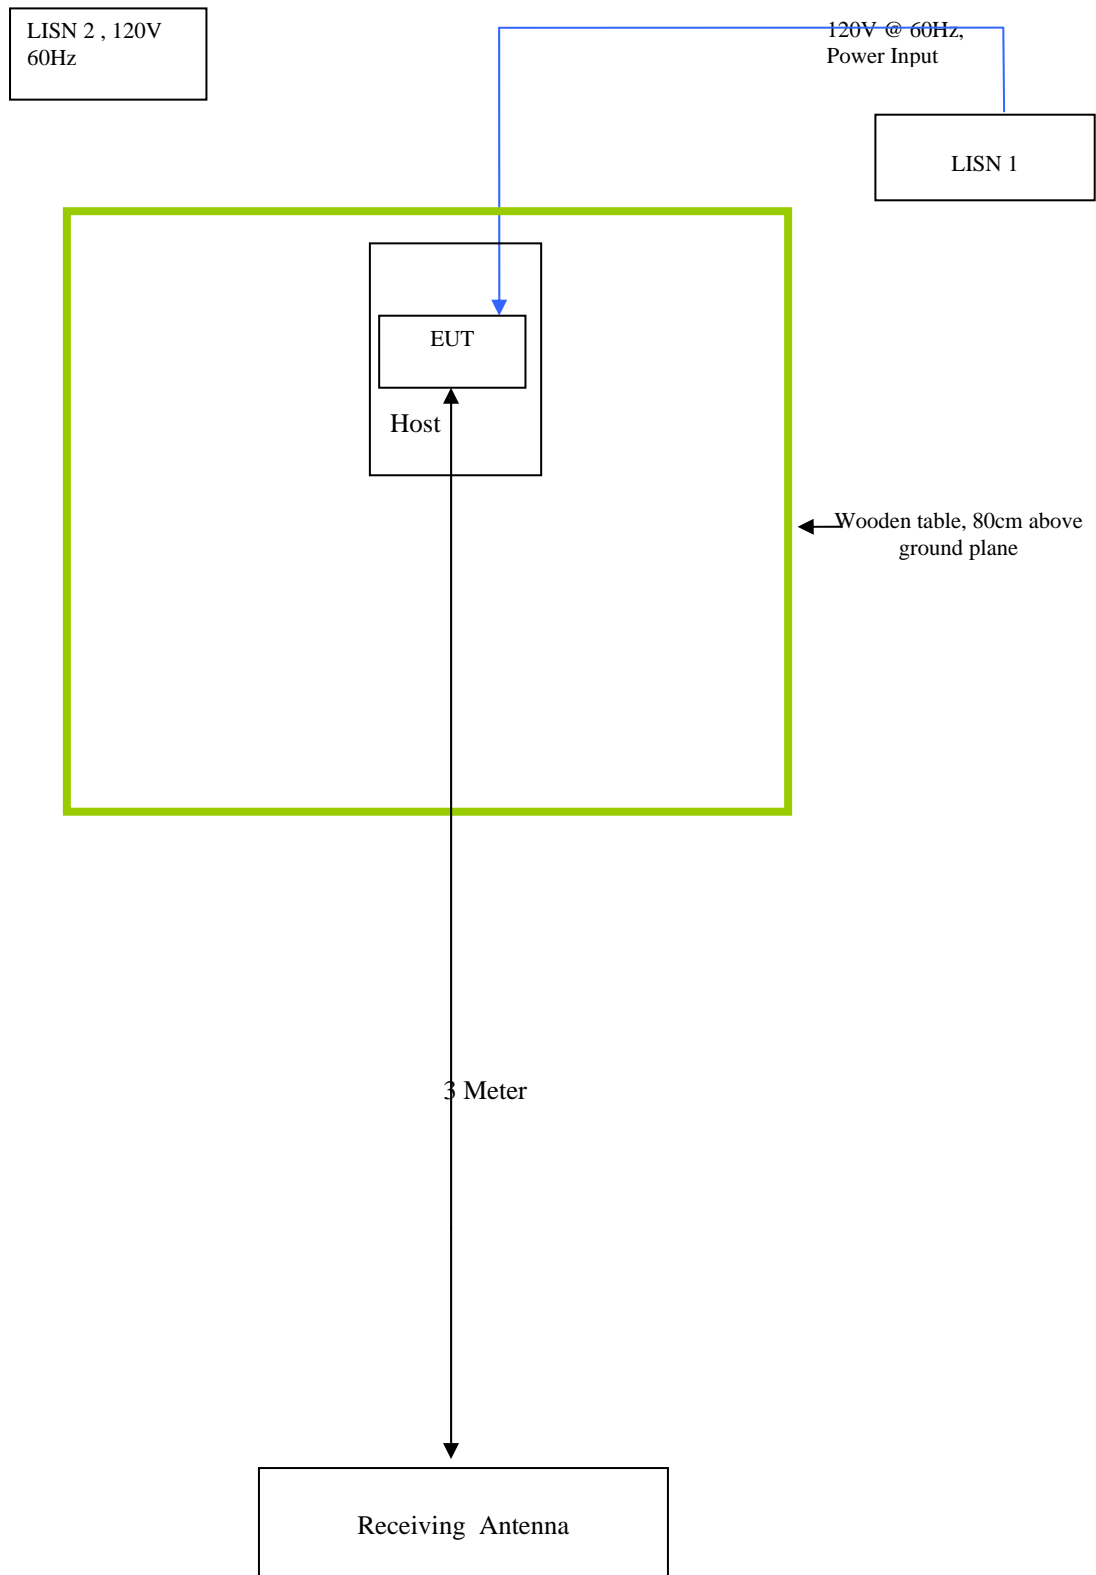 LISN 2 , 120V
60Hz
120V @ 60Hz,
Power Input
LISN 1
EUT
Host
Wooden table, 80cm above
ground plane
3 Meter
Receiving Antenna